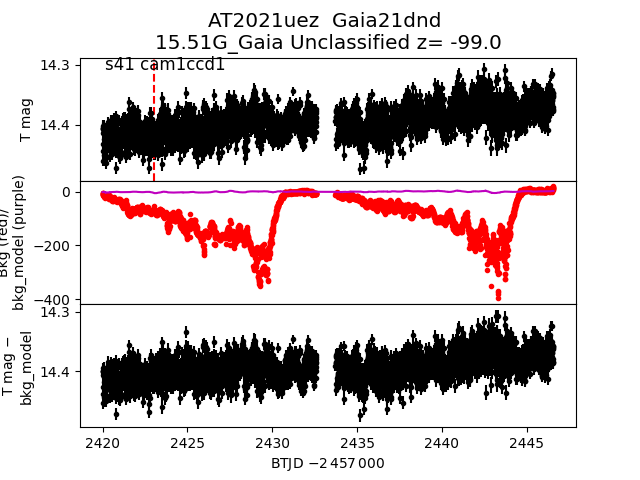 AT2021uez  Gaia21dnd
15.51G_Gaia Unclassified z= -99.0
s41 cam1ccd1
14.3
14.4
T mag
0
−200
−400
Bkg (red)/
bkg_model (purple)
14.3
14.4
T mag −
bkg_model
2420 2425 2430 2435 2440 2445
BTJD −2 457 000